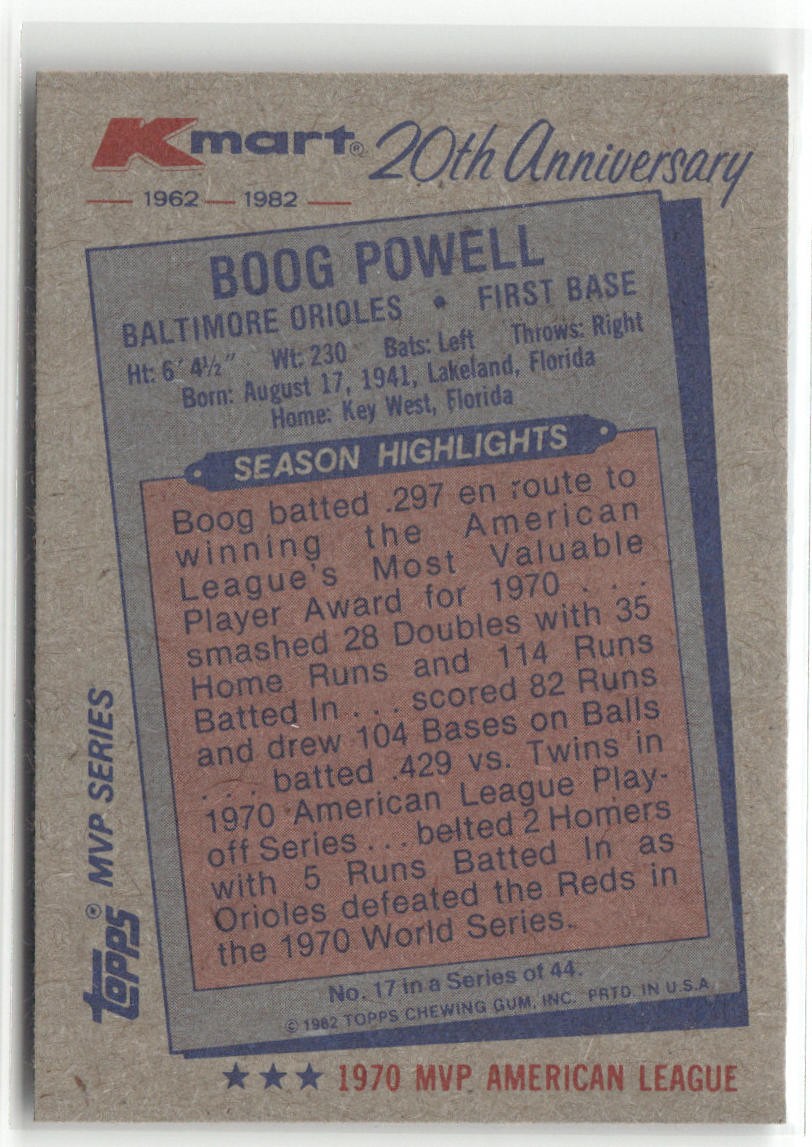 Kmart® 20th Anniversary
1962 — 1982
BOOG POWELL
BALTIMORE ORIOLES • FIRST BASE
Ht: 6' 4½" Wt: 230 Bats: Left Throws: Right
Born: August 17, 1941, Lakeland, Florida
Home: Key West, Florida
SEASON HIGHLIGHTS
Boog batted .297 en route to
winning the American
League's Most Valuable
Player Award for 1970 . . .
smashed 28 Doubles with 35
Home Runs and 114 Runs
Batted In . . . scored 82 Runs
and drew 104 Bases on Balls
. . . batted .429 vs. Twins in
1970 American League Play-
off Series . . . belted 2 Homers
with 5 Runs Batted In as
Orioles defeated the Reds in
the 1970 World Series.
No. 17 in a Series of 44.
© 1982 TOPPS CHEWING GUM, INC. PRTD. IN U.S.A.
★★★ 1970 MVP AMERICAN LEAGUE
Topps® MVP SERIES